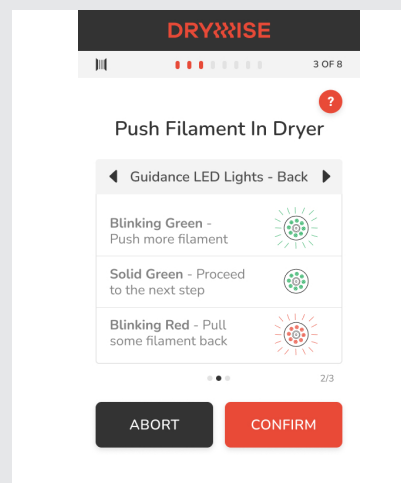 DRYWISE
3 OF 8
?
Push Filament In Dryer
Guidance LED Lights - Back
Blinking Green -
Push more filament
Solid Green - Proceed
to the next step
Blinking Red - Pull
some filament back
2/3
ABORT
CONFIRM